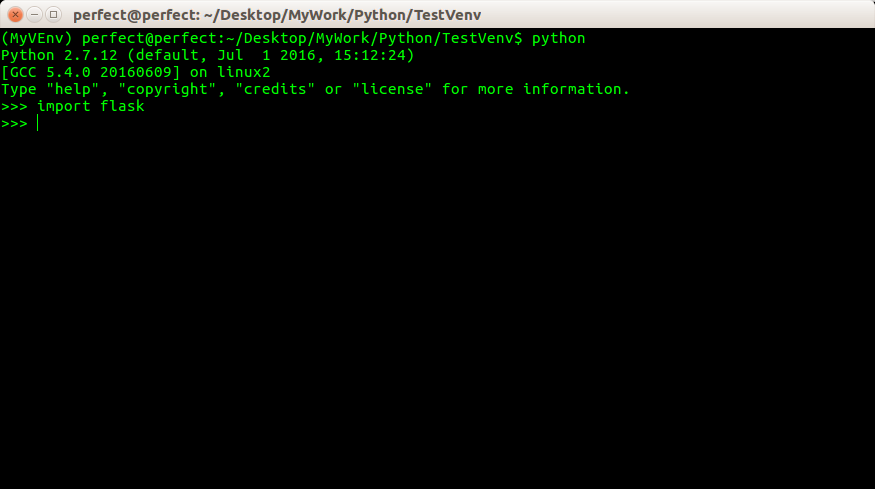 perfect@perfect: ~/Desktop/MyWork/Python/TestVenv
(MyVEnv) perfect@perfect:~/Desktop/MyWork/Python/TestVenv$ python
Python 2.7.12 (default, Jul  1 2016, 15:12:24)
[GCC 5.4.0 20160609] on linux2
Type "help", "copyright", "credits" or "license" for more information.
>>> import flask
>>>